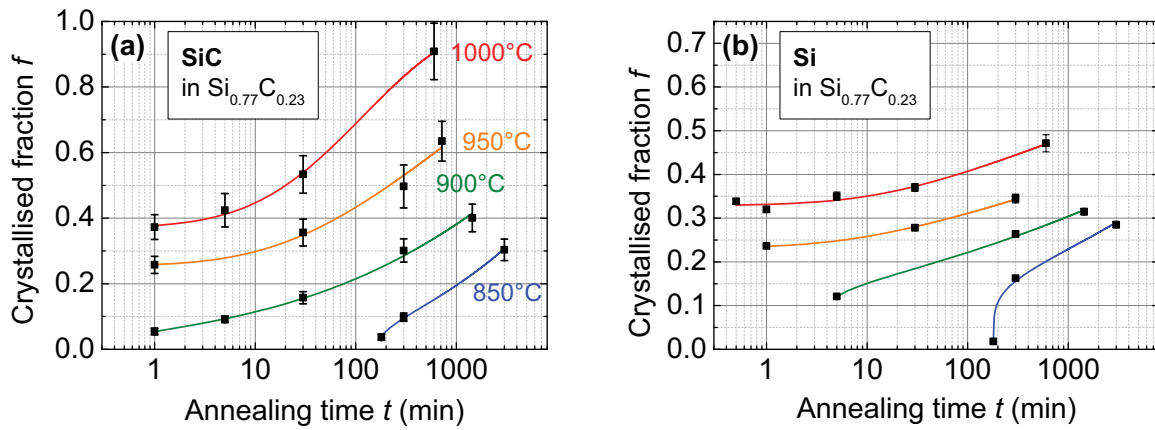 (a)
SiC
in Si0.77C0.23
1000°C
950°C
900°C
850°C
Crystallised fraction f
1.0
0.8
0.6
0.4
0.2
0.0
1 10 100 1000
Annealing time t (min)
(b)
Si
in Si0.77C0.23
Crystallised fraction f
0.7
0.6
0.5
0.4
0.3
0.2
0.1
0.0
1 10 100 1000
Annealing time t (min)